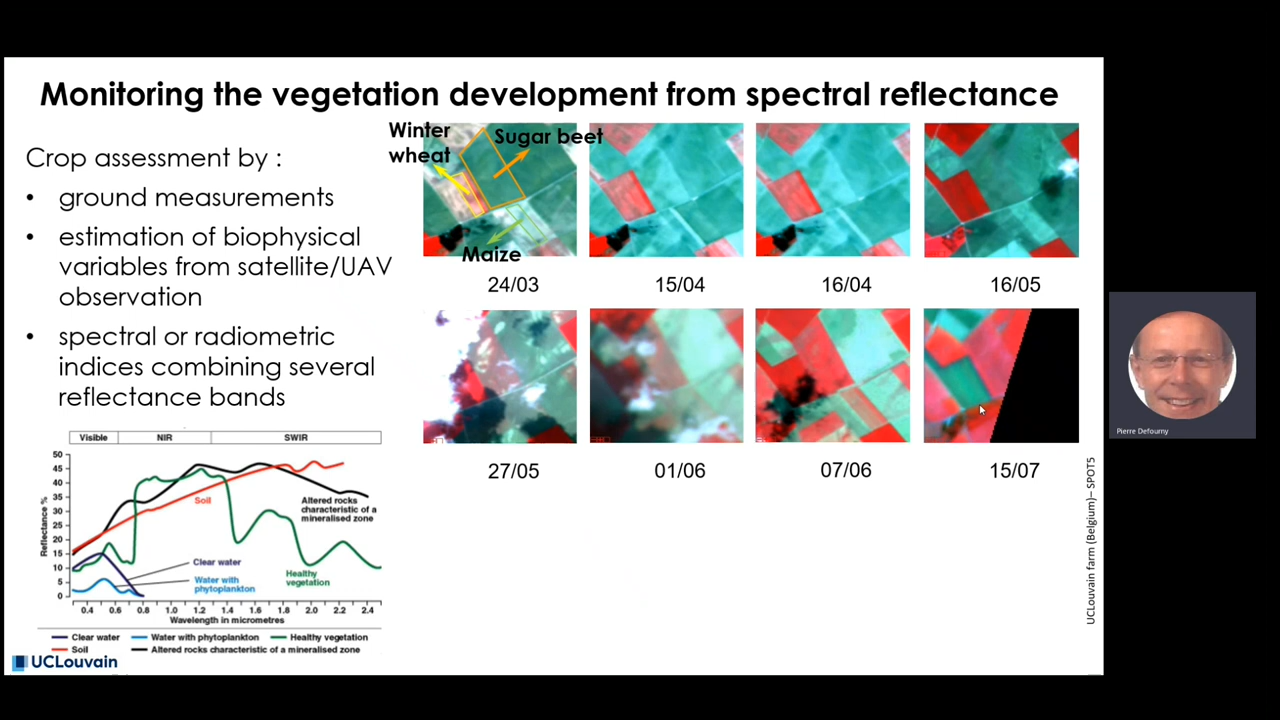 Monitoring the vegetation development from spectral reflectance
Crop assessment by :
• ground measurements
• estimation of biophysical
variables from satellite/UAV
observation
• spectral or radiometric
indices combining several
reflectance bands
Winter
wheat
Sugar beet
Maize
24/03
15/04
16/04
16/05
27/05
01/06
07/06
15/07
UCLouvain farm (Belgium)– SPOT5
Visible
NIR
SWIR
Reflectance %
50
45
40
35
30
25
20
15
10
5
0
Soil
Altered rocks
characteristic of a
mineralised zone
Clear water
Water with
phytoplankton
Healthy
vegetation
0.4 0.6 0.8 1.0 1.2 1.4 1.6 1.8 2.0 2.2 2.4
Wavelength in micrometres
Clear water
Water with phytoplankton
Healthy vegetation
Soil
Altered rocks characteristic of a mineralised zone
UCLouvain
Pierre Defourny